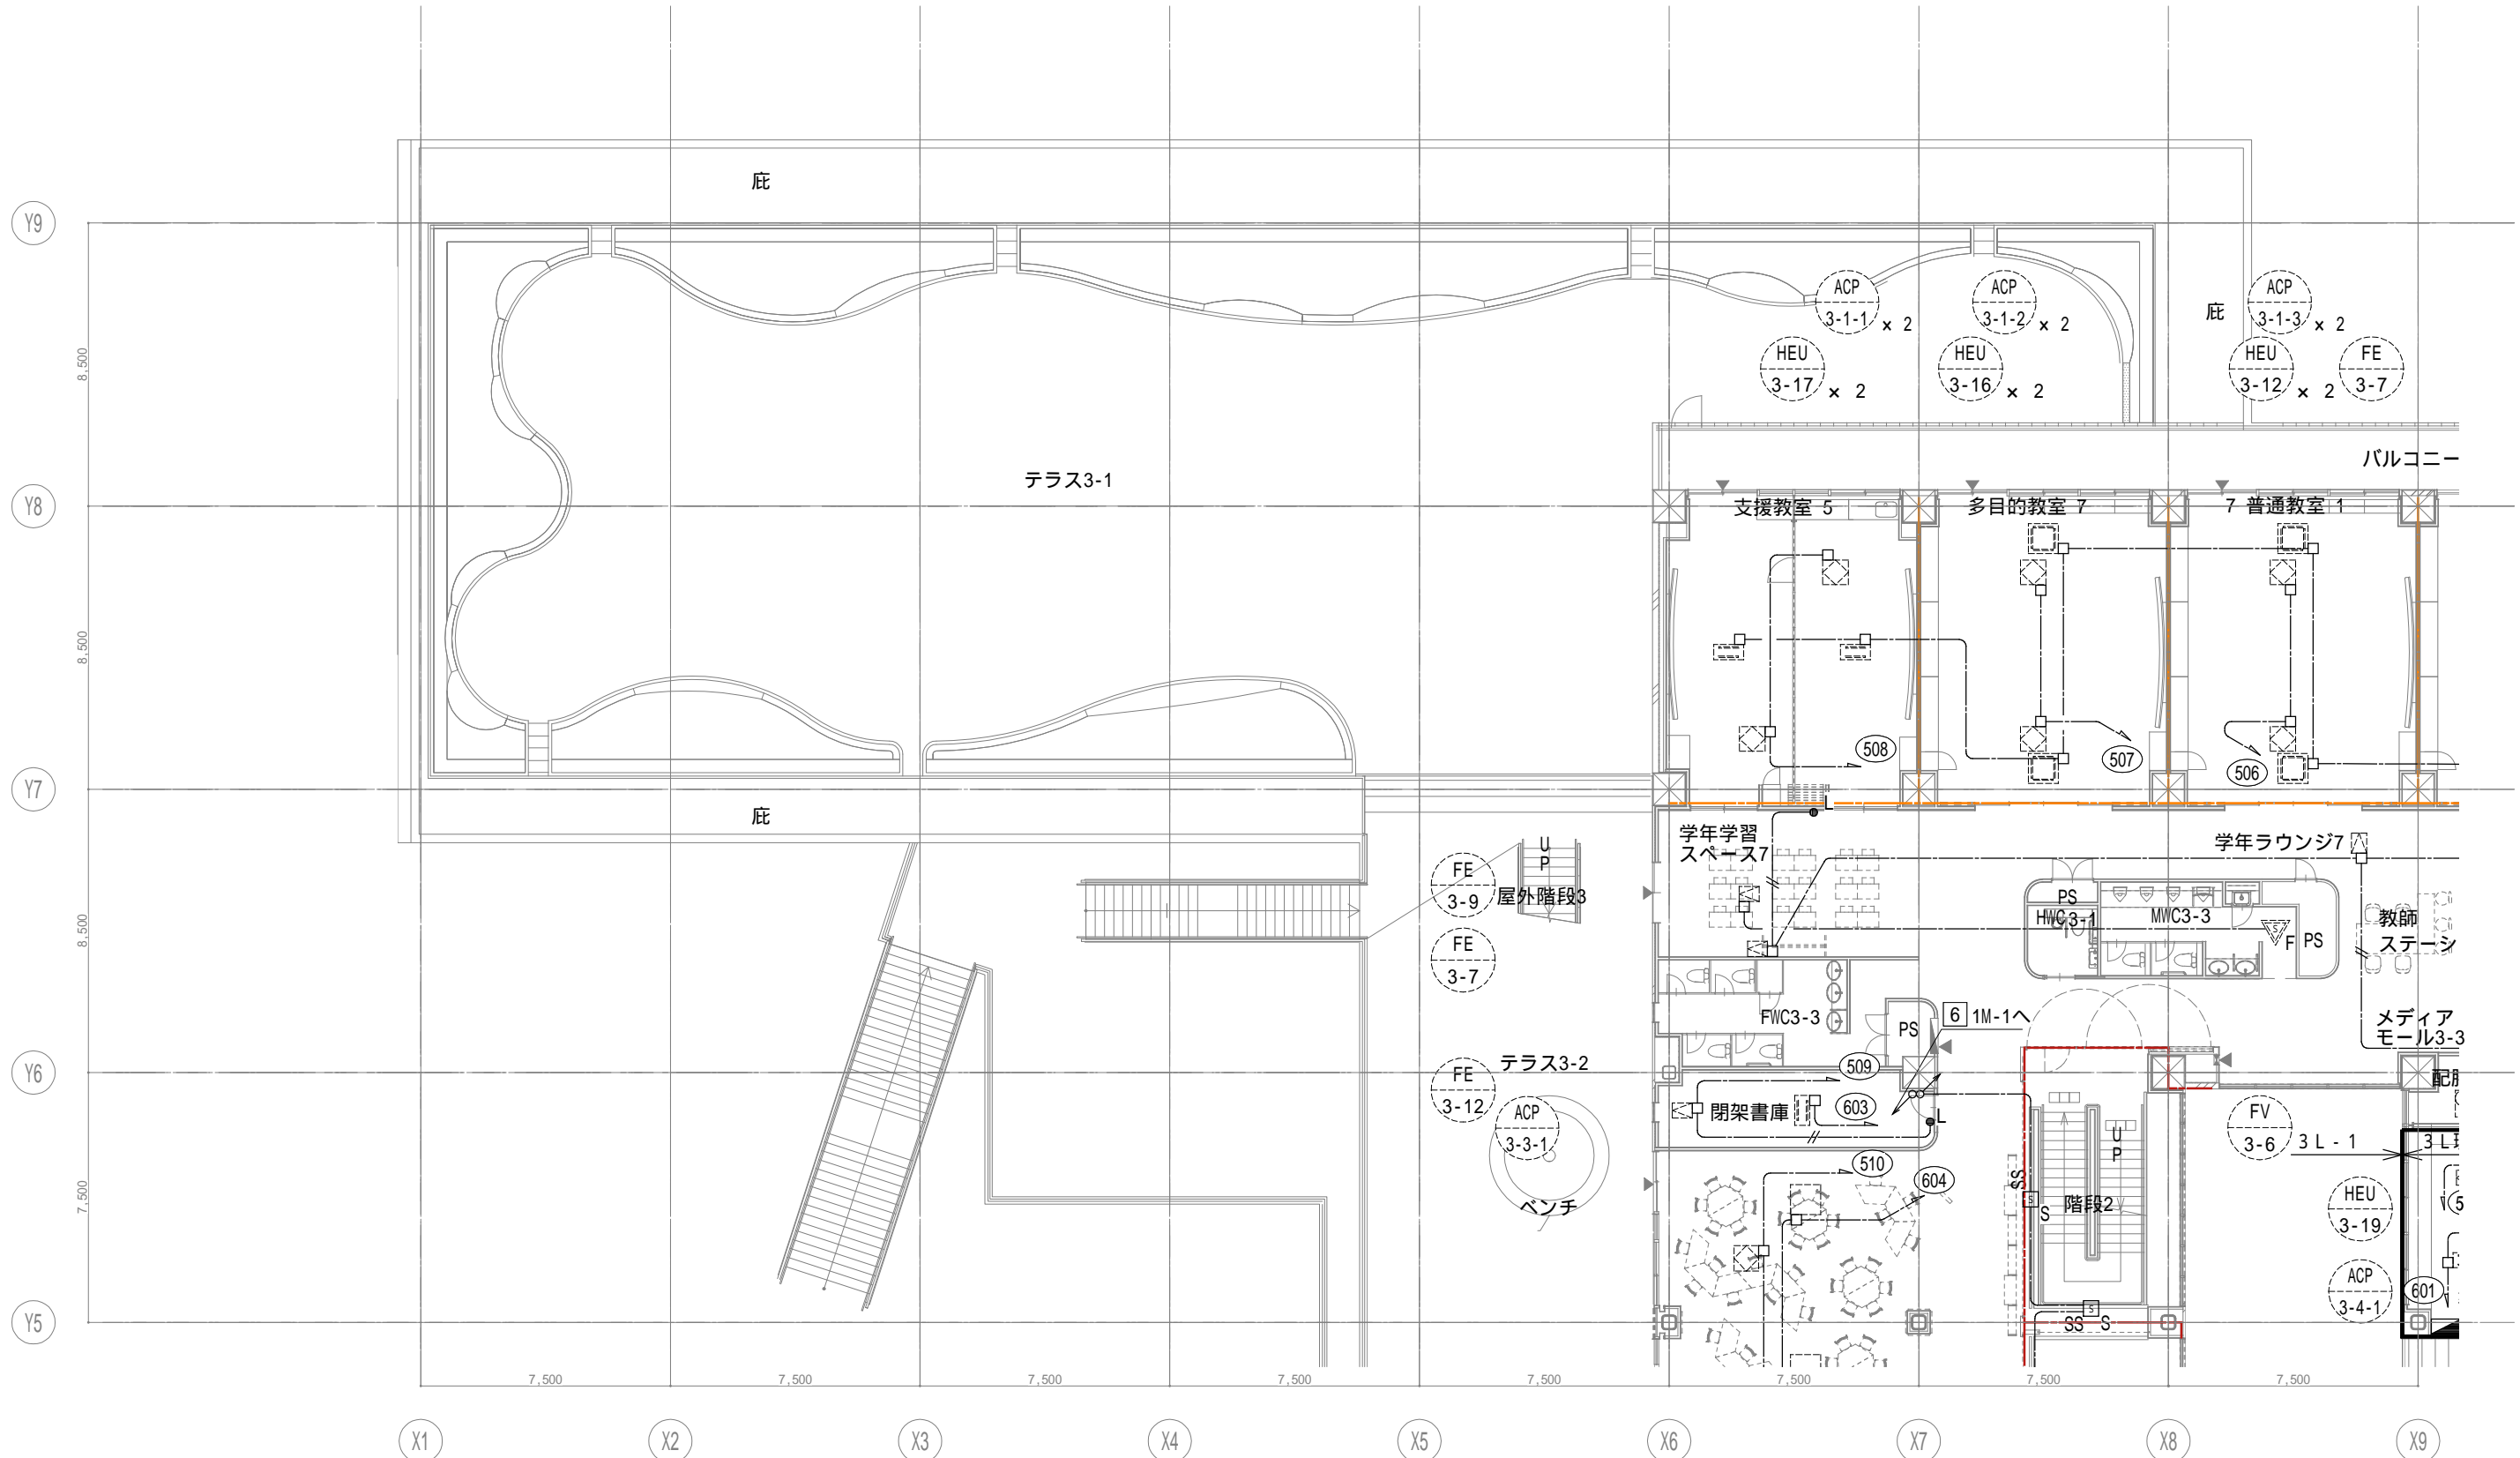 庇
Y9
ACP
3-1-1 × 2
ACP
3-1-2 × 2
庇
ACP
3-1-3 × 2
HEU
3-17 × 2
HEU
3-16 × 2
HEU
3-12 × 2
FE
3-7
8,500
バルコニー
テラス3-1
Y8
支援教室 5
多目的教室 7
7 普通教室 1
8,500
508
507
506
Y7
庇
L
学年学習
スペース7
学年ラウンジ7
UP
FE
3-9
屋外階段3
PS
HWC3-1
MWC3-3
S
F
PS
教師
ステーシ
8,500
FE
3-7
FWC3-3
PS
6 1M-1へ
メディア
モール3-3
Y6
テラス3-2
509
FE
3-12
配
ACP
3-3-1
閉架書庫
603
L
FV
3-6
3L-1
3L
UP
510
604
SS
S
S
階段2
7,500
ベンチ
HEU
3-19
5
ACP
3-4-1
601
S
SS S
Y5
7,500
7,500
7,500
7,500
7,500
7,500
7,500
7,500
X1
X2
X3
X4
X5
X6
X7
X8
X9